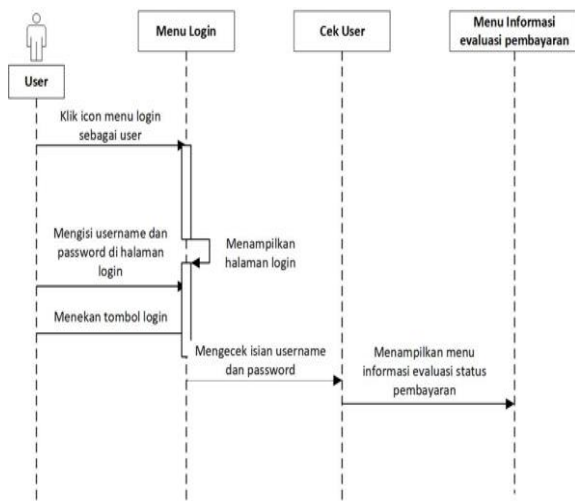 Menu Login
Cek User
Menu Informasi
evaluasi pembayaran
User
Klik icon menu login
sebagai user
Mengisi username dan
password di halaman
login
Menampilkan
halaman login
Menekan tombol login
Mengecek isian username
dan password
Menampilkan menu
informasi evaluasi status
pembayaran